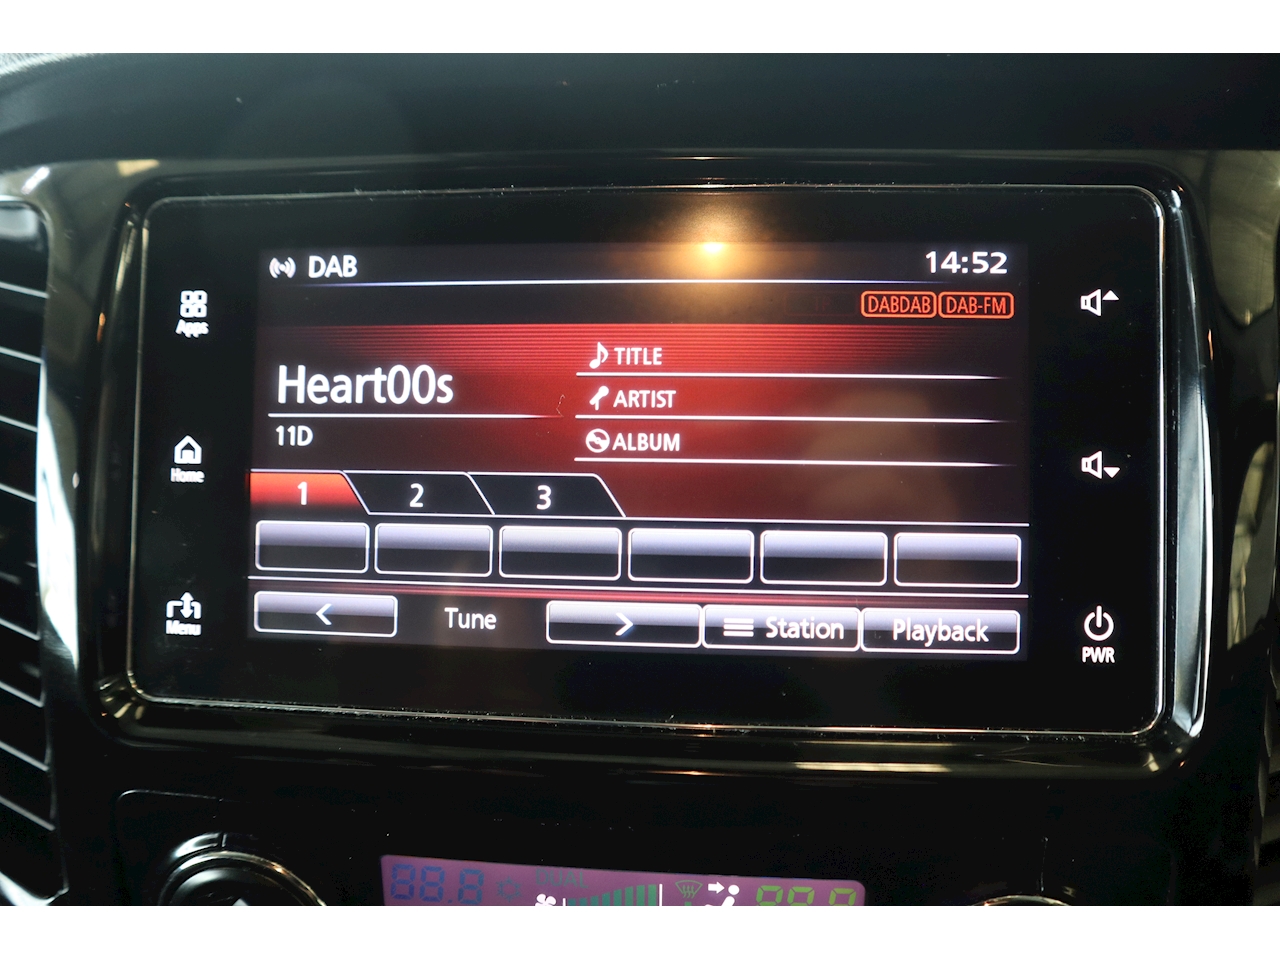 DAB
14:52
DABDAB DAB-FM
Apps
Heart00s
TITLE
ARTIST
11D
ALBUM
Home
1 2 3
Menu
< Tune > Station Playback
PWR
DUAL